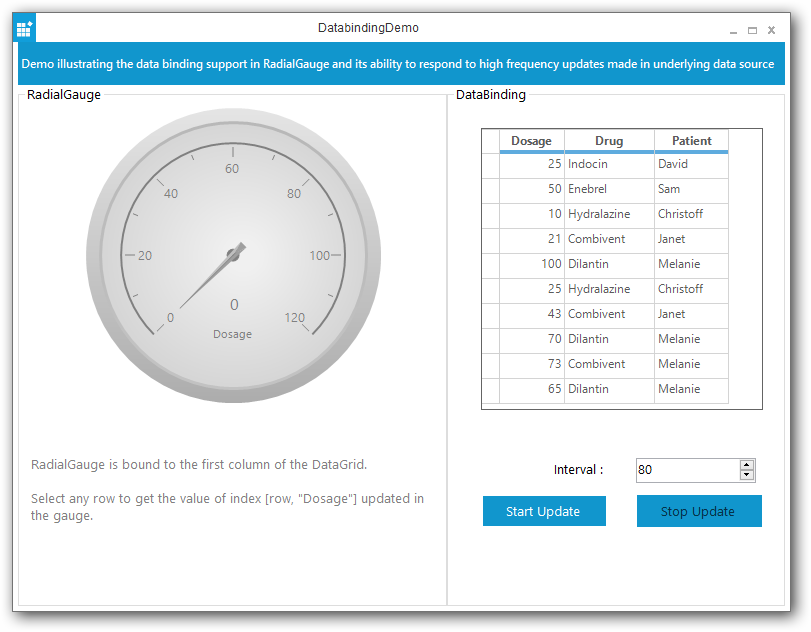 DatabindingDemo
Demo illustrating the data binding support in RadialGauge and its ability to respond to high frequency updates made in underlying data source
RadialGauge
60
40
80
20
100
0
0
120
Dosage
RadialGauge is bound to the first column of the DataGrid.
Select any row to get the value of index [row, "Dosage"] updated in
the gauge.
DataBinding
Dosage Drug Patient
25 Indocin David
50 Enebrel Sam
10 Hydralazine Christoff
21 Combivent Janet
100 Dilantin Melanie
25 Hydralazine Christoff
43 Combivent Janet
70 Dilantin Melanie
73 Combivent Melanie
65 Dilantin Melanie
Interval : 80
Start Update Stop Update